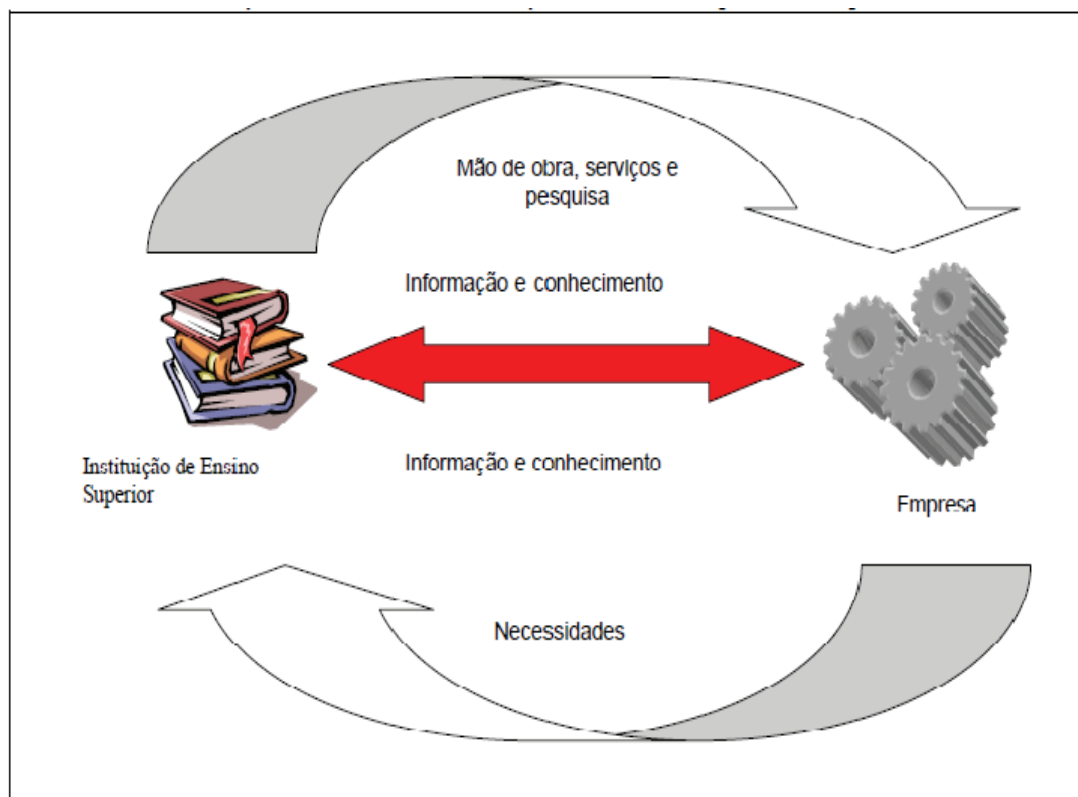 Mão de obra, serviços e
pesquisa
Informação e conhecimento
Informação e conhecimento
Instituição de Ensino
Superior
Empresa
Necessidades